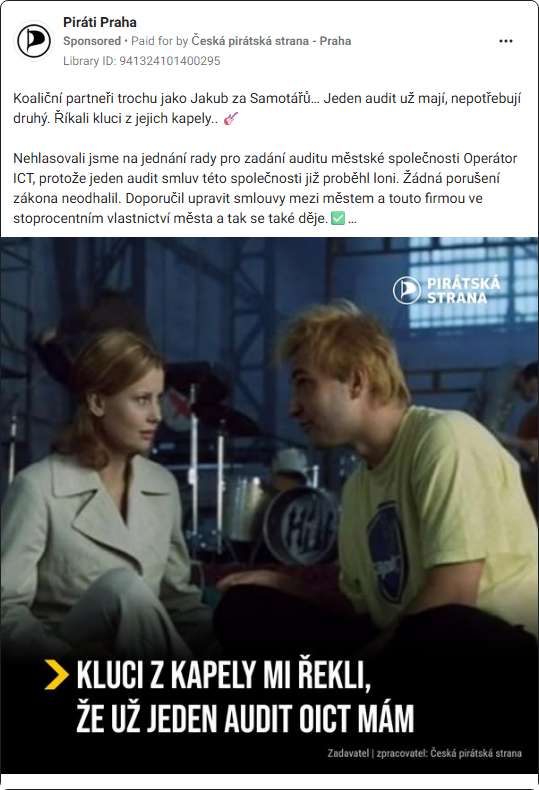 Piráti Praha
Sponsored • Paid for by Česká pirátská strana - Praha
Library ID: 941324101400295
Koaliční partneři trochu jako Jakub za Samotářů... Jeden audit už mají, nepotřebují
druhý. Říkali kluci z jejich kapely.. 🎸
Nehlasovali jsme na jednání rady pro zadání auditu městské společnosti Operátor
ICT, protože jeden audit smluv této společnosti již proběhl loni. Žádná porušení
zákona neodhalil. Doporučil upravit smlouvy mezi městem a touto firmou ve
stoprocentním vlastnictví města a tak se také děje. ✅ ...
PIRÁTSKÁ
STRANA
KLUCI Z KAPELY MI ŘEKLI,
ŽE UŽ JEDEN AUDIT OICT MÁM
Zadavatel | zpracovatel: Česká pirátská strana